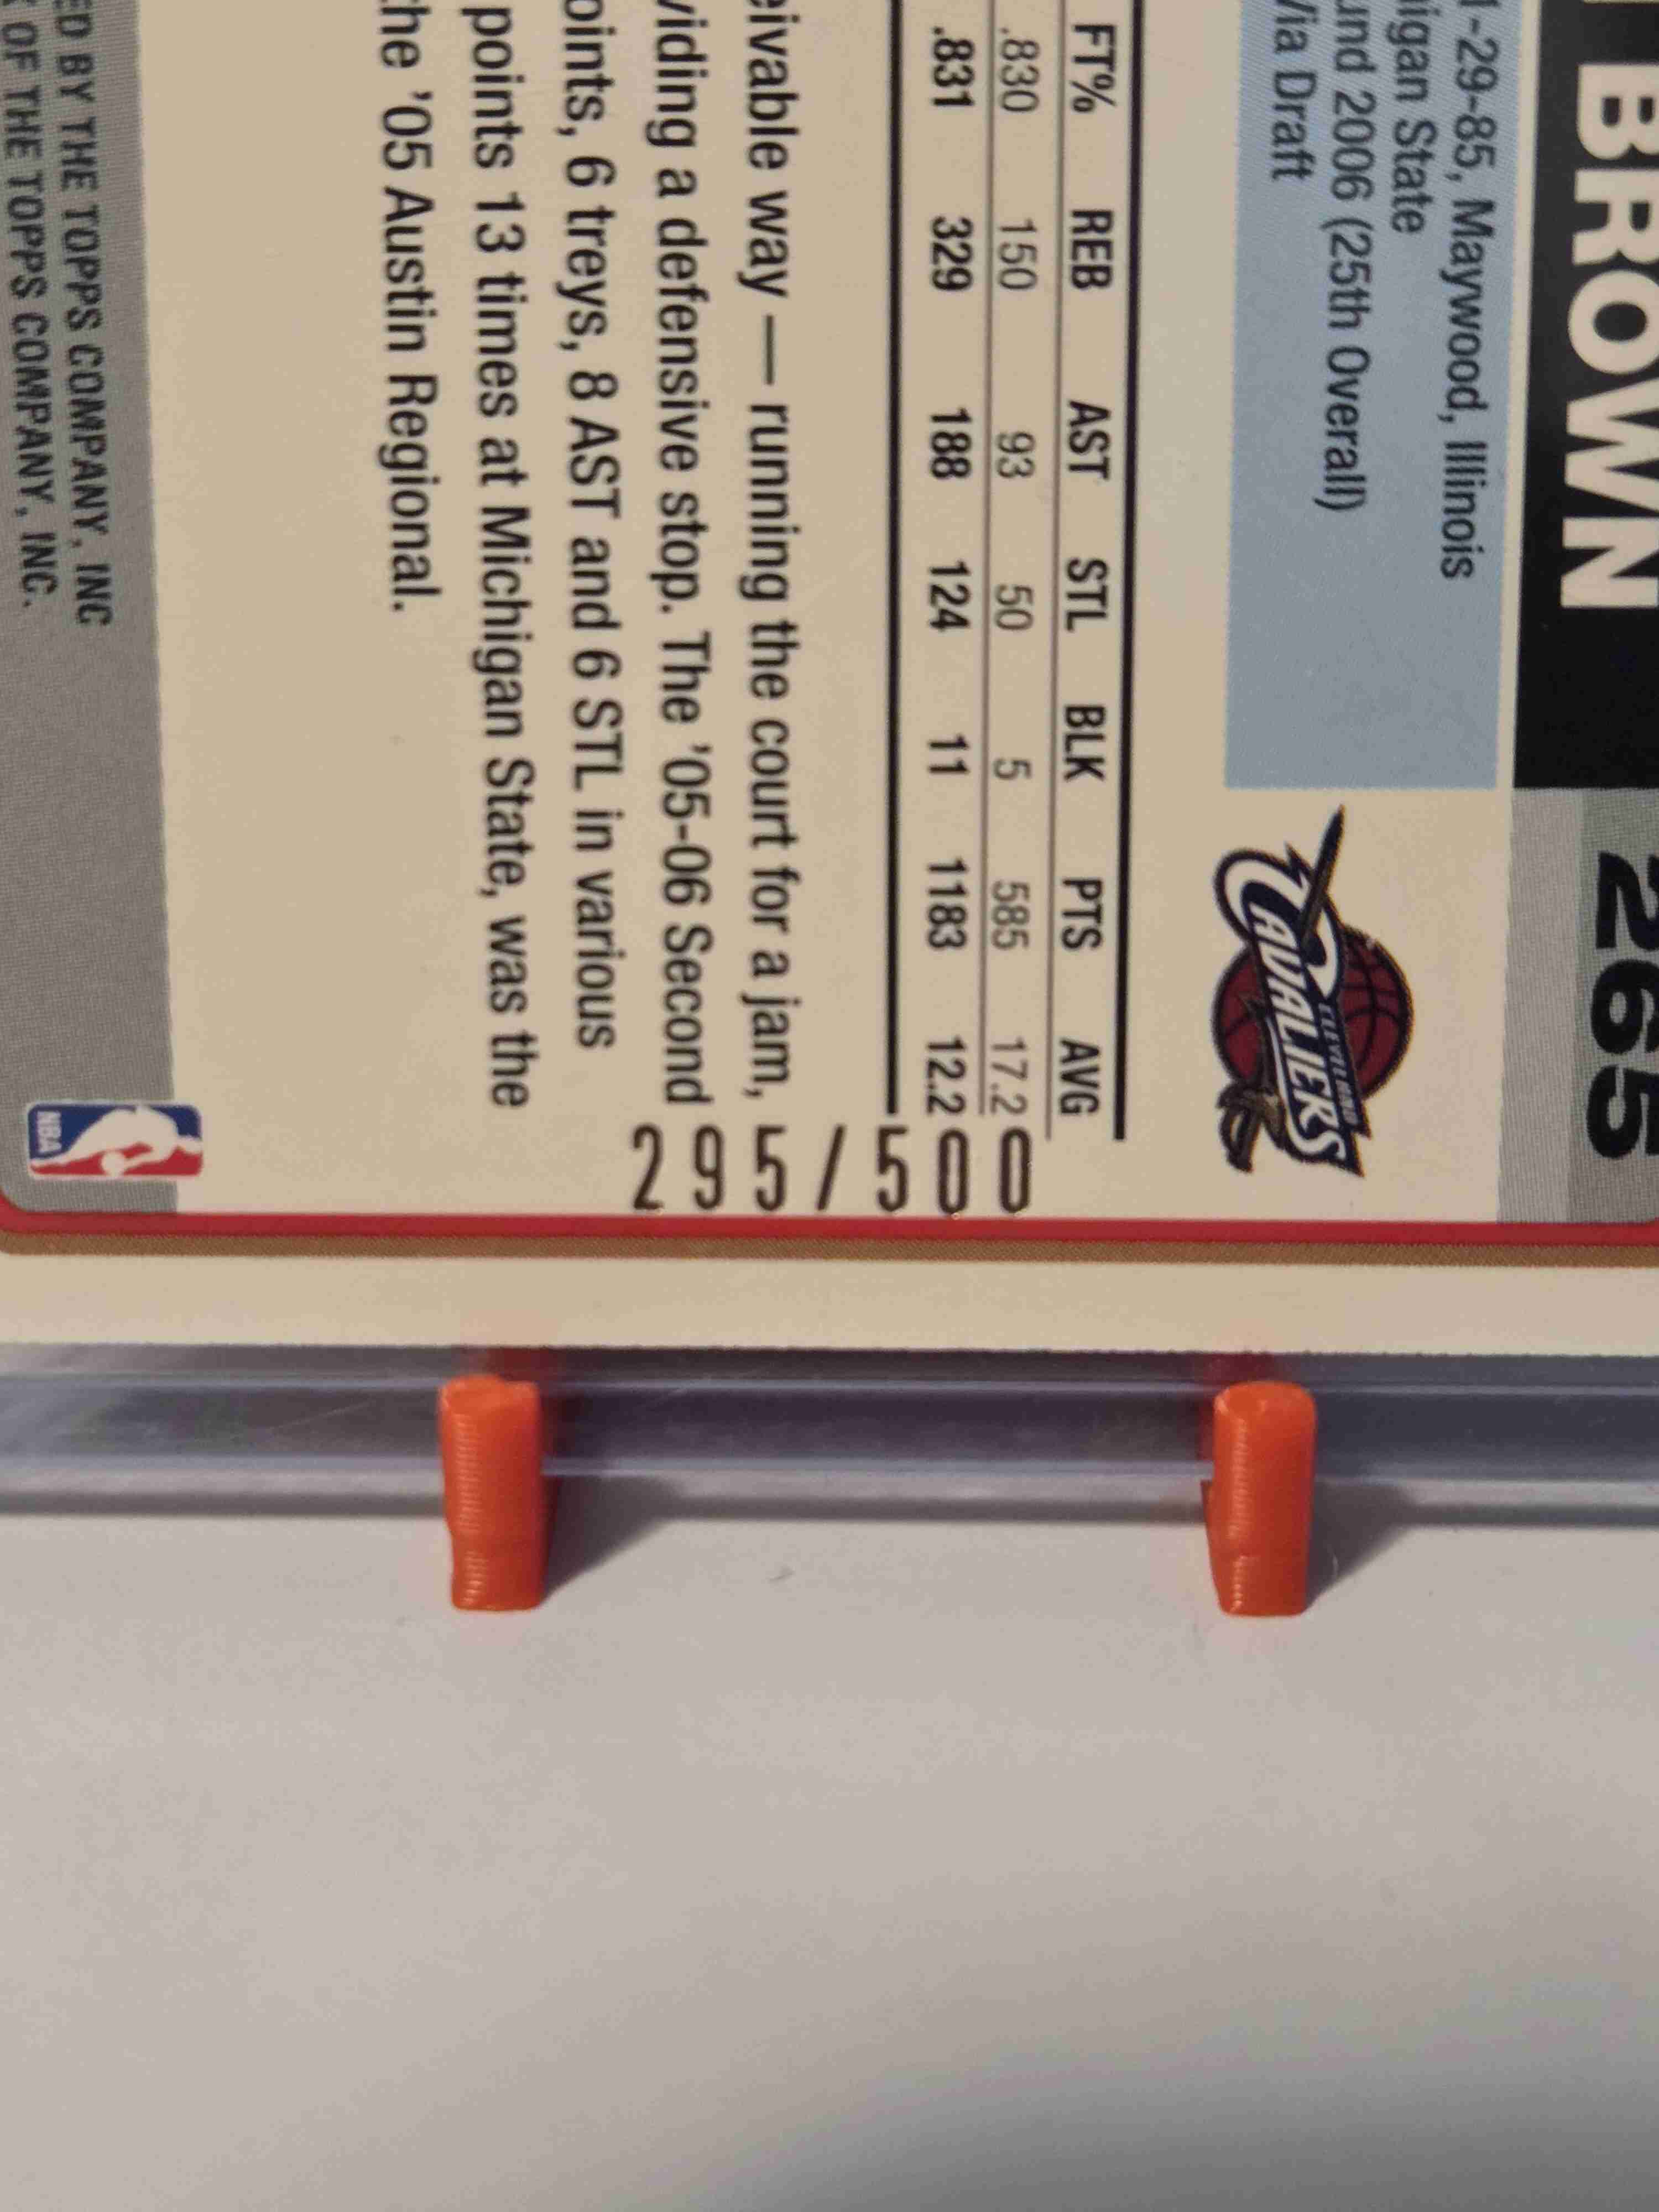 BROWN 265
1-29-85, Maywood, Illinois
igan State
und 2006 (25th Overall)
Via Draft
CLEVELAND
CAVALIERS
FT% REB AST STL BLK PTS AVG
.830 150 93 50 5 585 17.2
.831 329 188 124 11 1183 12.2
eivable way — running the court for a jam,
viding a defensive stop. The '05-06 Second
oints, 6 treys, 8 AST and 6 STL in various
points 13 times at Michigan State, was the
the '05 Austin Regional.
295/500
ED BY THE TOPPS COMPANY, INC
OF THE TOPPS COMPANY, INC.
NBA